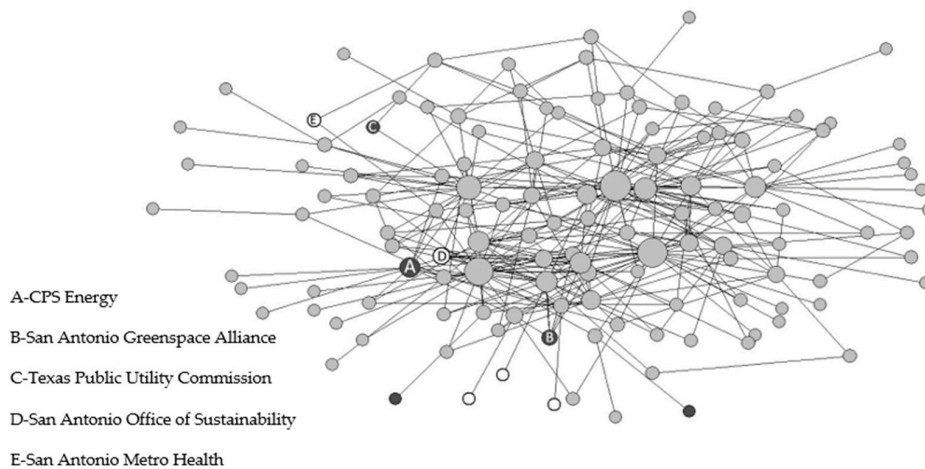 E
C
D
A
B
A-CPS Energy
B-San Antonio Greenspace Alliance
C-Texas Public Utility Commission
D-San Antonio Office of Sustainability
E-San Antonio Metro Health